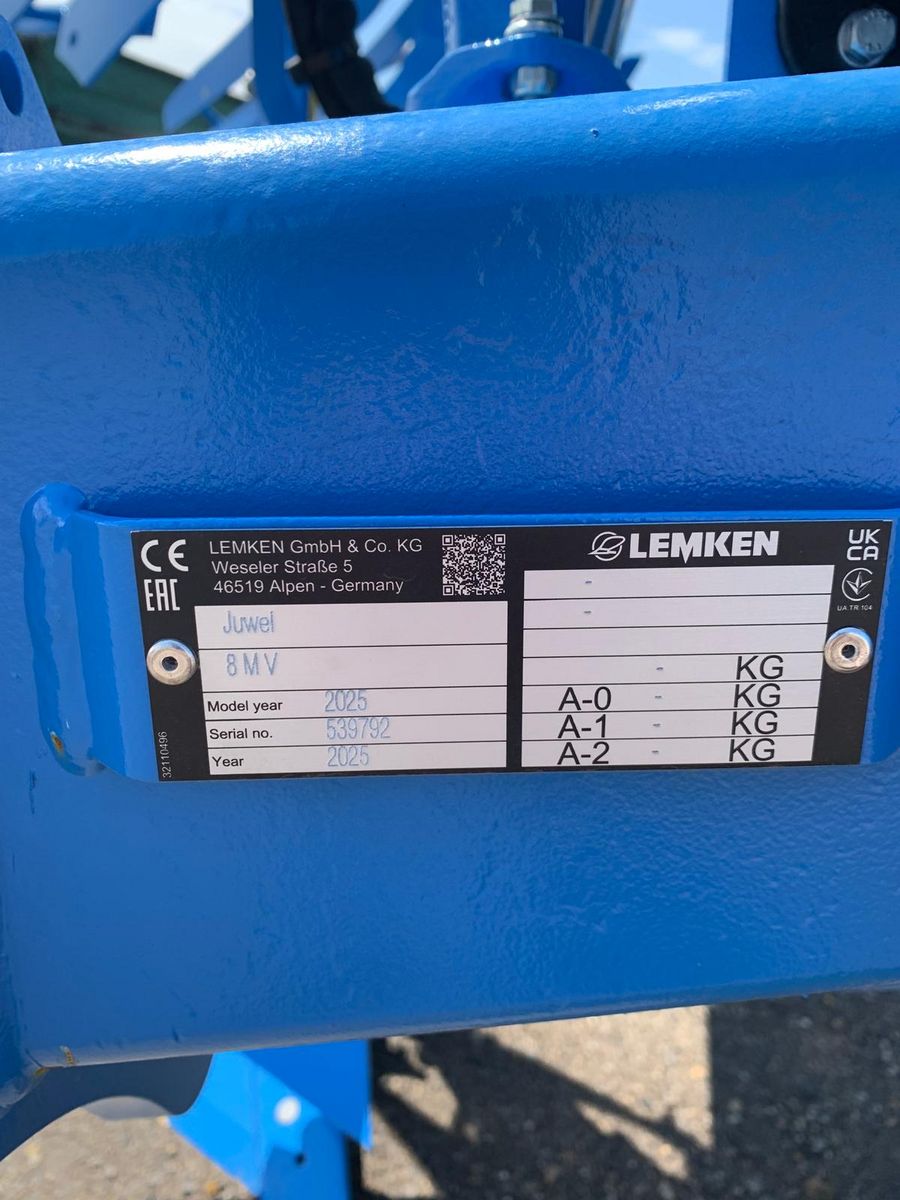 CE
EAC
LEMKEN GmbH & Co. KG
Weseler Straße 5
46519 Alpen - Germany
Juwel
8 M V
Model year 2025
Serial no. 539792
Year 2025
32110496
LEMKEN
UK
CA
UA.TR.104
-
-
- KG
A-0 - KG
A-1 - KG
A-2 - KG